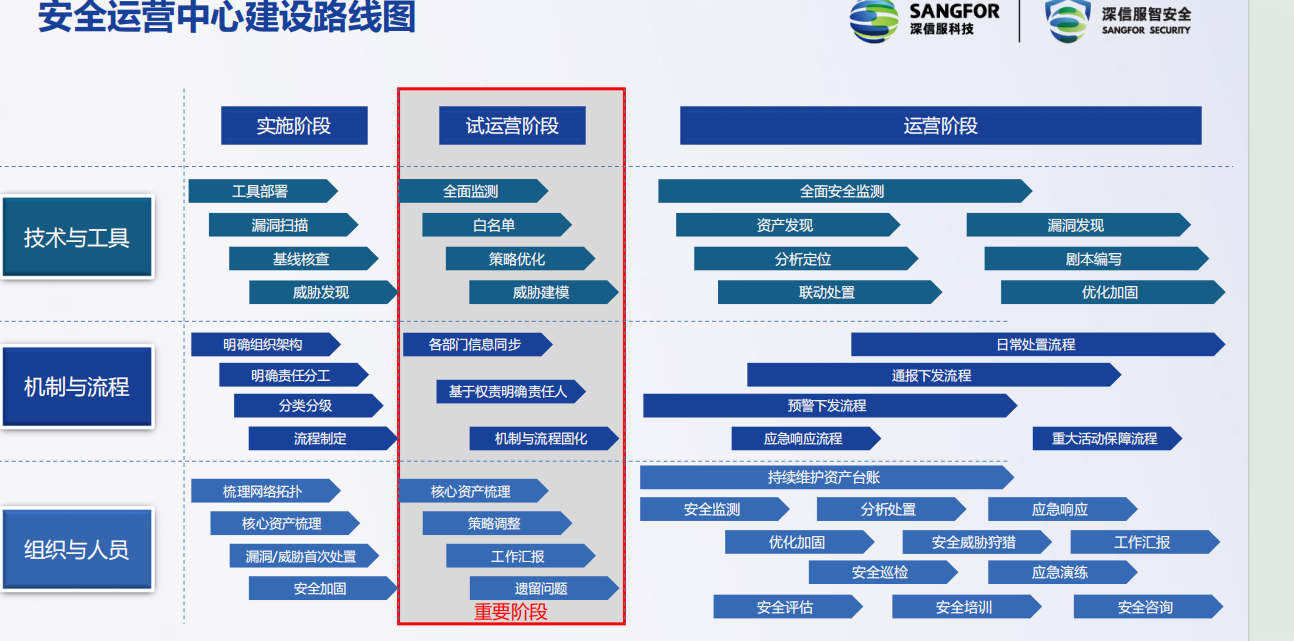 安全运营中心建设路线图
SANGFOR
深信服科技
深信服智安全
SANGFOR SECURITY
实施阶段
试运营阶段
运营阶段
技术与工具
工具部署
漏洞扫描
基线核查
威胁发现
全面监测
白名单
策略优化
威胁建模
全面安全监测
资产发现
漏洞发现
分析定位
剧本编写
联动处置
优化加固
机制与流程
明确组织架构
明确责任分工
分类分级
流程制定
各部门信息同步
基于权责明确责任人
机制与流程固化
日常处置流程
通报下发流程
预警下发流程
应急响应流程
重大活动保障流程
组织与人员
梳理网络拓扑
核心资产梳理
漏洞/威胁首次处置
安全加固
核心资产梳理
策略调整
工作汇报
遗留问题
重要阶段
持续维护资产台账
安全监测
分析处置
应急响应
优化加固
安全威胁狩猎
工作汇报
安全巡检
应急演练
安全评估
安全培训
安全咨询